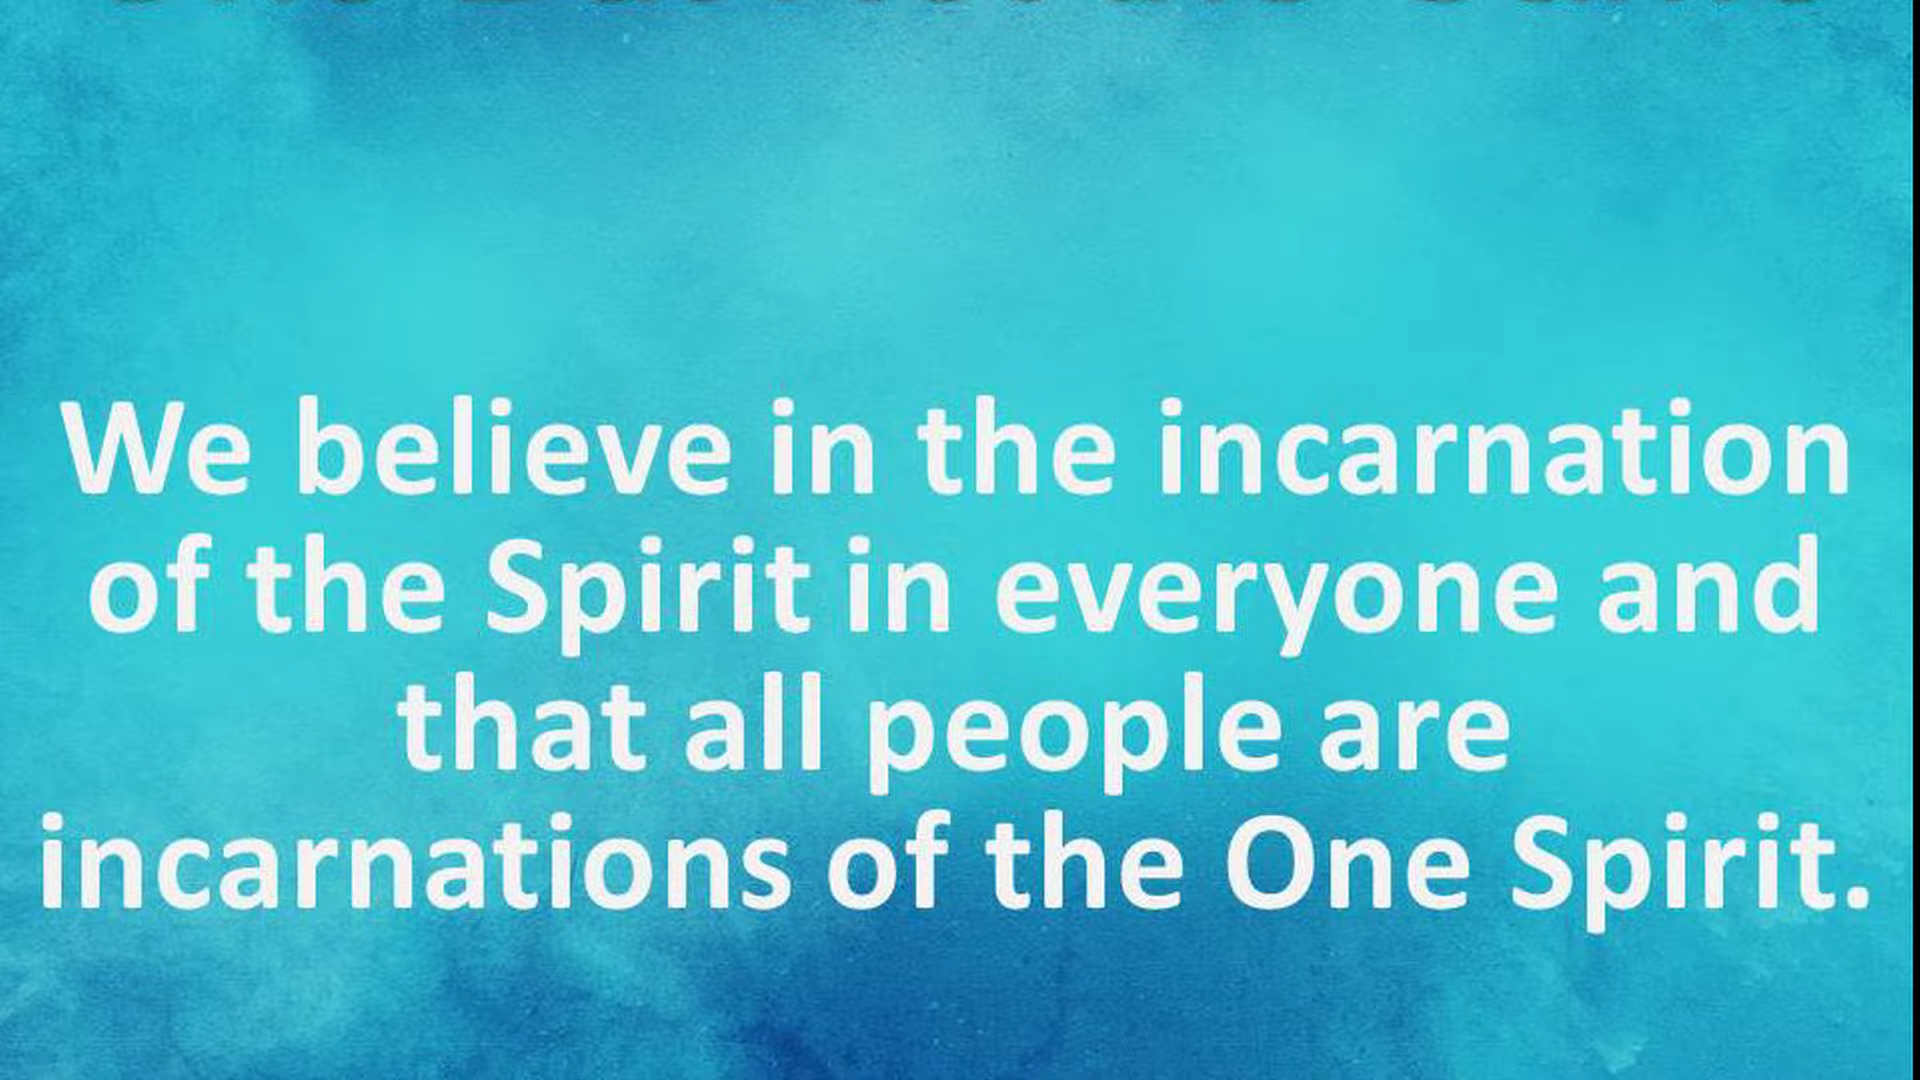 We believe in the incarnation
of the Spirit in everyone and
that all people are
incarnations of the One Spirit.